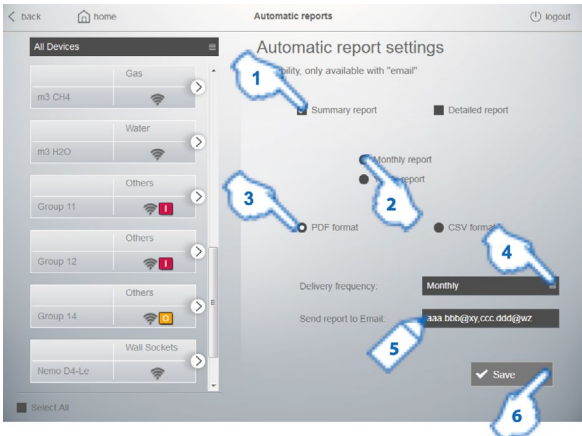 back
home
Automatic reports
logout
All Devices
Gas
m3 CH4
Water
m3 H2O
Others
Group 11
I
Others
Group 12
I
Others
Group 14
O
Wall Sockets
Nemo D4-Le
Select All
Automatic report settings
bility, only available with "email"
1
Summary report
Detailed report
Monthly report
report
2
3
PDF format
CSV format
4
Delivery frequency:
Monthly
Send report to Email:
aaa.bbb@xy,ccc.ddd@wz
5
Save
6